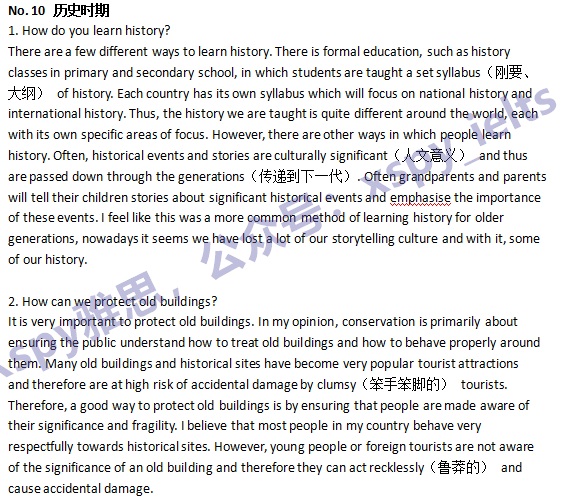 No. 10  历史时期
1. How do you learn history?
There are a few different ways to learn history. There is formal education, such as history
classes in primary and secondary school, in which students are taught a set syllabus（刚要、
大纲） of history. Each country has its own syllabus which will focus on national history and
international history. Thus, the history we are taught is quite different around the world, each
with its own specific areas of focus. However, there are other ways in which people learn
history. Often, historical events and stories are culturally significant（人文意义） and thus
are passed down through the generations（传递到下一代）. Often grandparents and parents
will tell their children stories about significant historical events and emphasise the importance
of these events. I feel like this was a more common method of learning history for older
generations, nowadays it seems we have lost a lot of our storytelling culture and with it, some
of our history.
2. How can we protect old buildings?
It is very important to protect old buildings. In my opinion, conservation is primarily about
ensuring the public understand how to treat old buildings and how to behave properly around
them. Many old buildings and historical sites have become very popular tourist attractions
and therefore are at high risk of accidental damage by clumsy（笨手笨脚的） tourists.
Therefore, a good way to protect old buildings is by ensuring that people are made aware of
their significance and fragility. I believe that most people in my country behave very
respectfully towards historical sites. However, young people or foreign tourists are not aware
of the significance of an old building and therefore they can act recklessly（鲁莽的） and
cause accidental damage.
xspy雅思，公众号：xspy_ielts